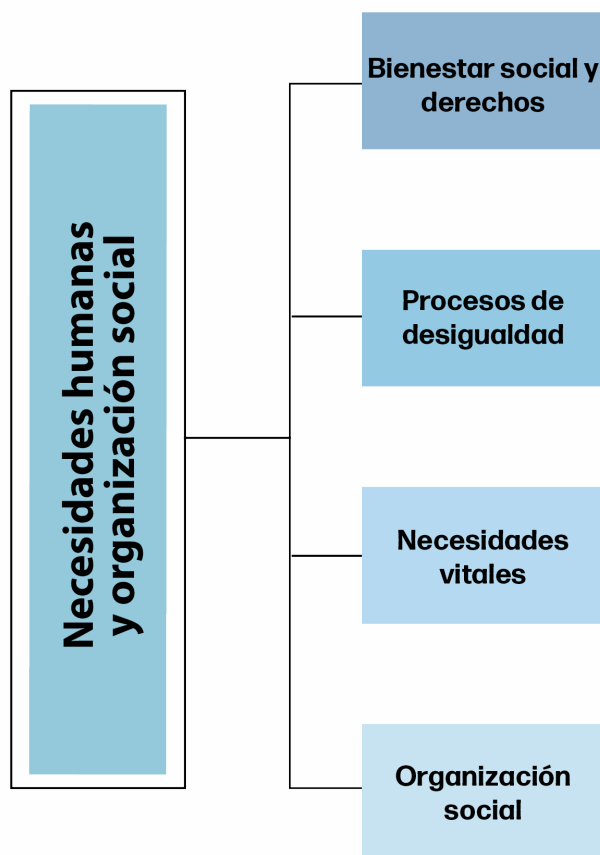 Necesidades humanas
y organización social
Bienestar social y
derechos
Procesos de
desigualdad
Necesidades
vitales
Organización
social